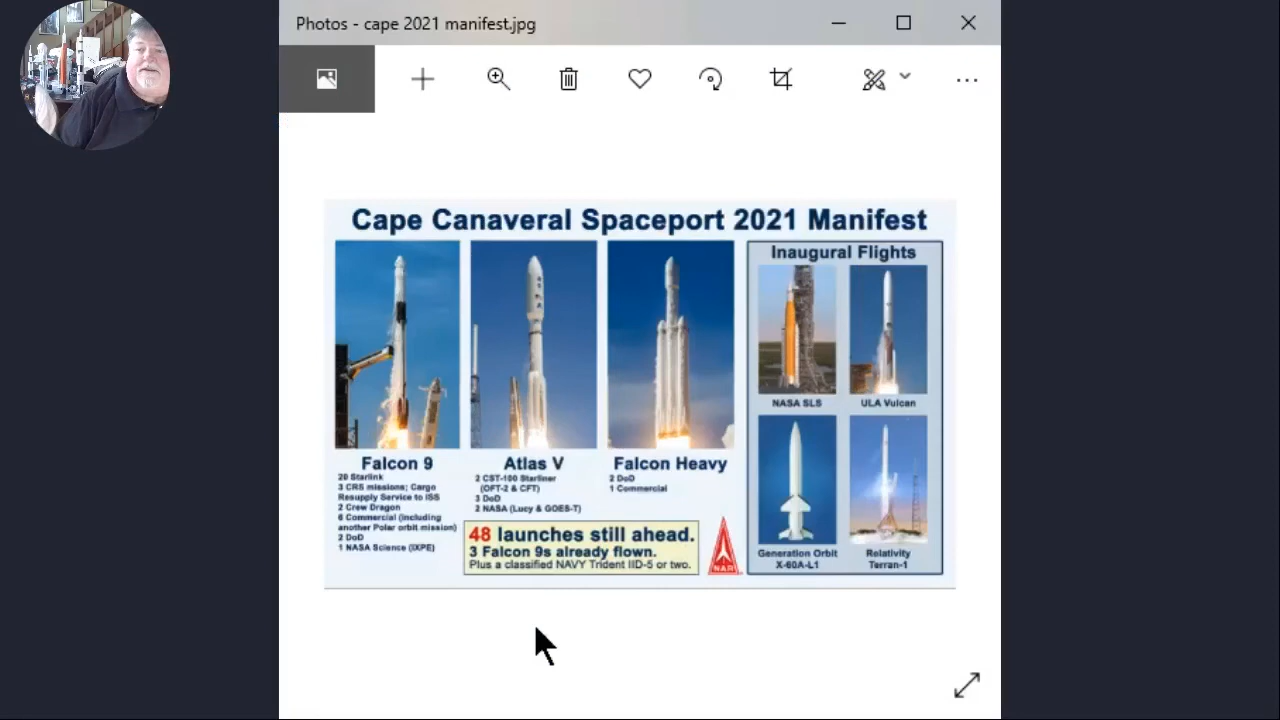 Photos - cape 2021 manifest.jpg
Cape Canaveral Spaceport 2021 Manifest
Falcon 9
20 Starlink
3 CRS missions; Cargo
Resupply Service to ISS
2 Crew Dragon
6 Commercial (including
another Polar orbit mission)
2 DoD
1 NASA Science (IXPE)
Atlas V
2 CST-100 Starliner
(OFT-2 & CFT)
3 DoD
2 NASA (Lucy & GOES-T)
Falcon Heavy
2 DoD
1 Commercial
48 launches still ahead.
3 Falcon 9s already flown.
Plus a classified NAVY Trident IID-5 or two.
NAR
Inaugural Flights
NASA SLS
ULA Vulcan
Generation Orbit
X-60A-L1
Relativity
Terran-1